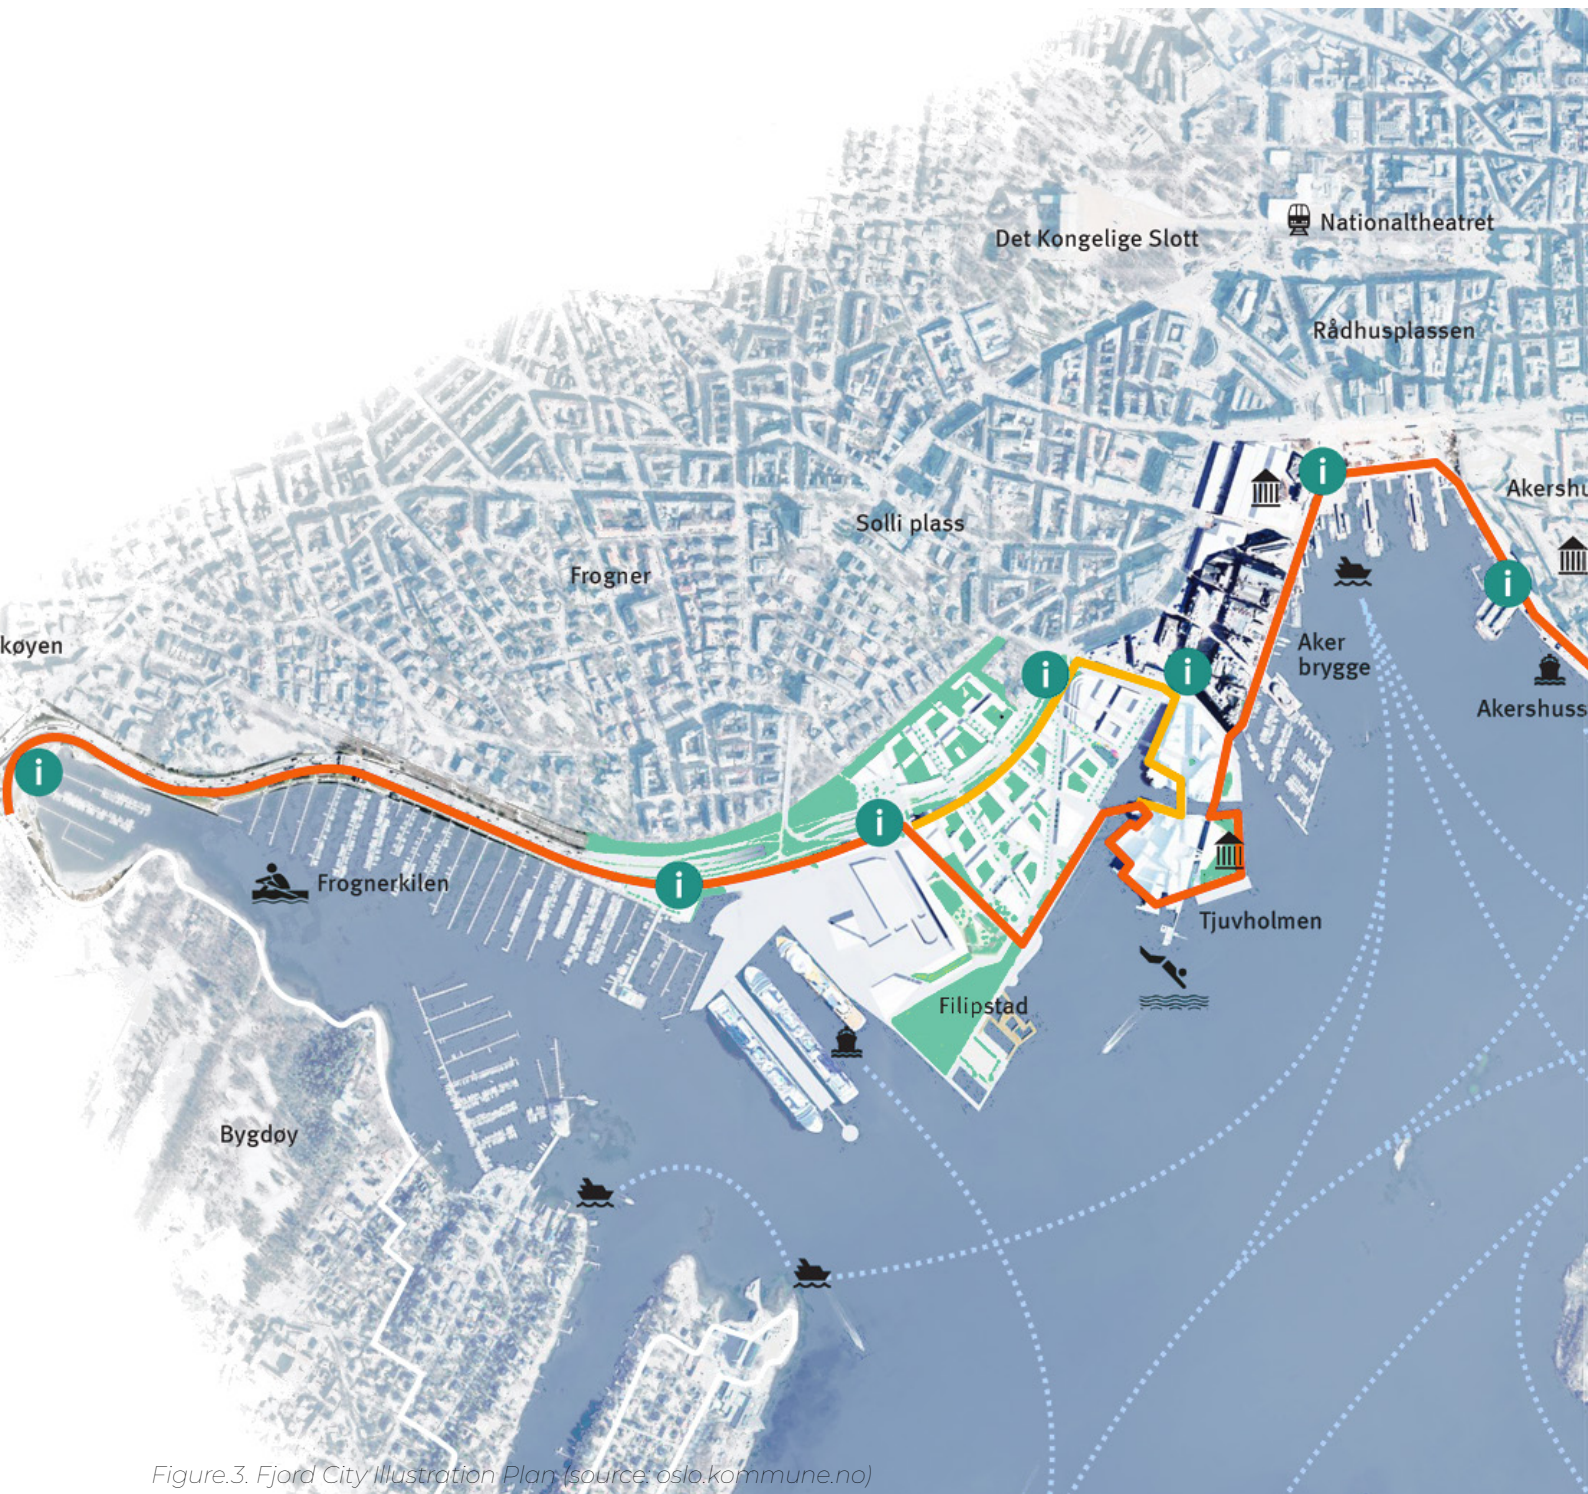 Nationaltheatret
Det Kongelige Slott
Rådhusplassen
Akershu
Solli plass
Frogner
køyen
Aker
brygge
Akershuss
Frognerkilen
Tjuvholmen
Filipstad
Bygdøy
i
i
i
i
i
i
i
Figure.3. Fjord City Illustration Plan (source: oslo.kommune.no)